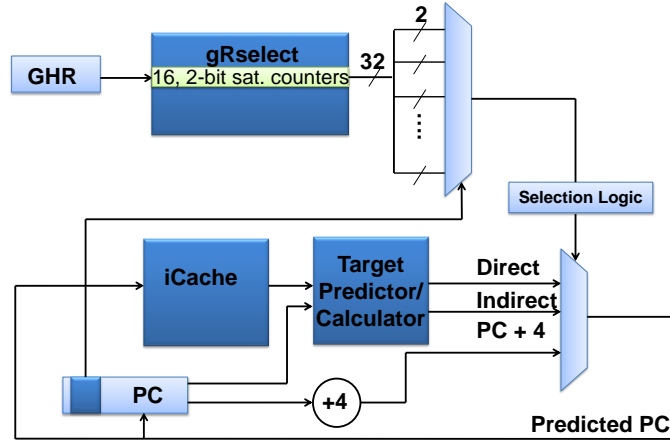 2
gRselect
32
GHR
16, 2-bit sat. counters
Selection Logic
iCache
Target
Predictor/
Calculator
Direct
Indirect
PC + 4
PC
+4
Predicted PC